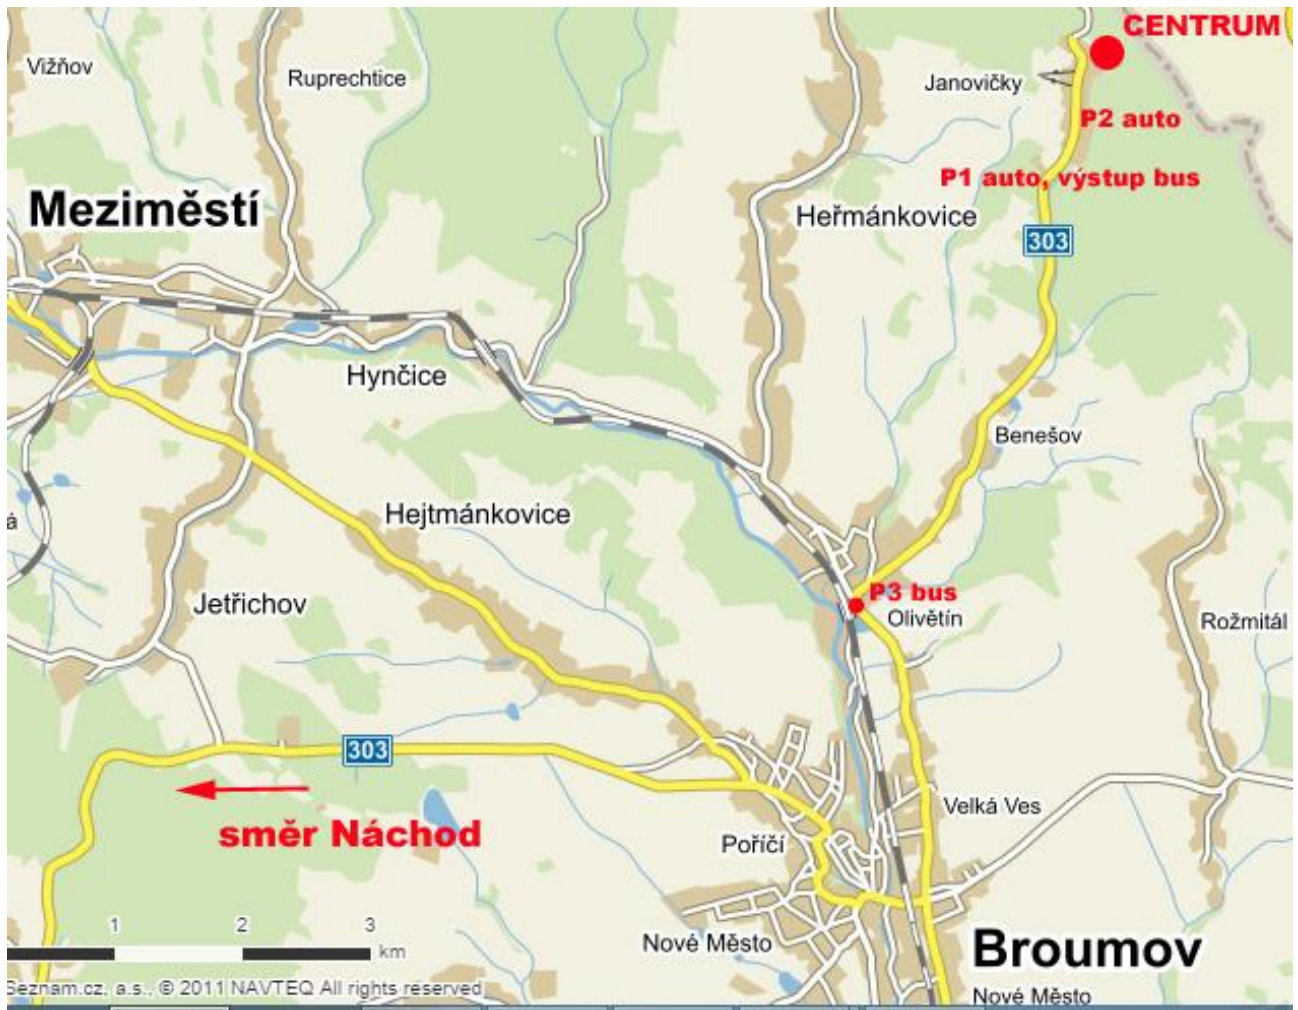 CENTRUM
Vižňov
Ruprechtice
Janovičky
P2 auto
P1 auto, výstup bus
Meziměstí
Heřmánkovice
303
Hynčice
Benešov
Hejtmánkovice
á
P3 bus
Jetřichov
Olivětín
Rožmitál
303
Velká Ves
směr Náchod
Poříčí
1 2 3
km
Nové Město
Broumov
Seznam.cz, a.s., © 2011 NAVTEQ All rights reserved
Nové Město